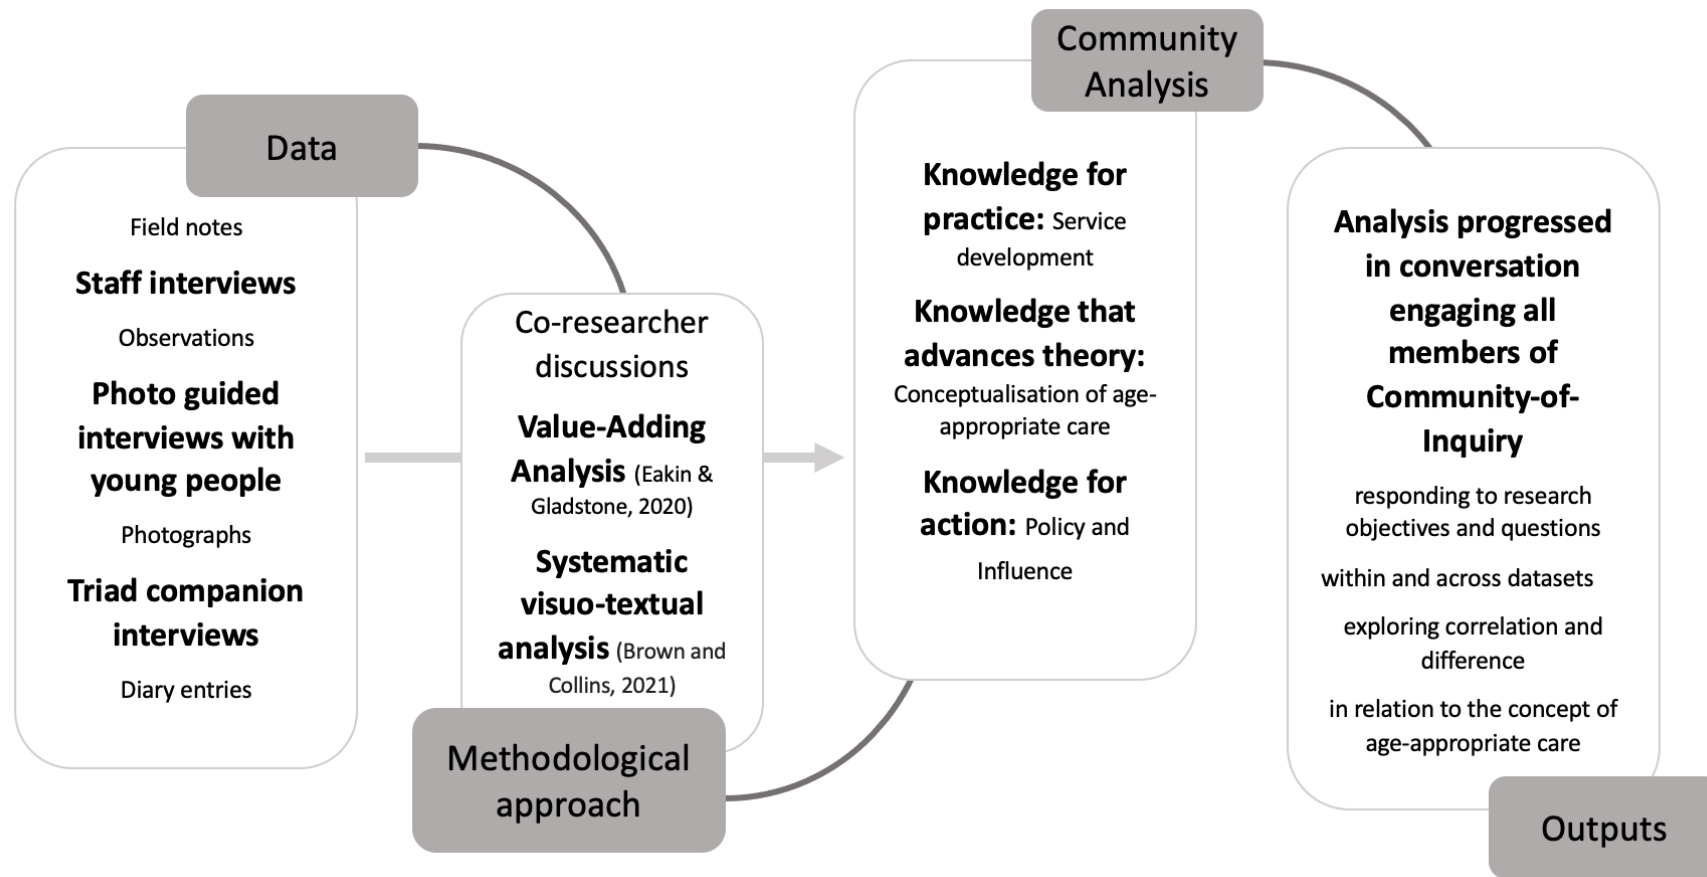 Data
Field notes
Staff interviews
Observations
Photo guided
interviews with
young people
Photographs
Triad companion
interviews
Diary entries
Co-researcher
discussions
Value-Adding
Analysis (Eakin &
Gladstone, 2020)
Systematic
visuo-textual
analysis (Brown and
Collins, 2021)
Methodological
approach
Community
Analysis
Knowledge for
practice: Service
development
Knowledge that
advances theory:
Conceptualisation of age-
appropriate care
Knowledge for
action: Policy and
Influence
Analysis progressed
in conversation
engaging all
members of
Community-of-
Inquiry
responding to research
objectives and questions
within and across datasets
exploring correlation and
difference
in relation to the concept of
age-appropriate care
Outputs